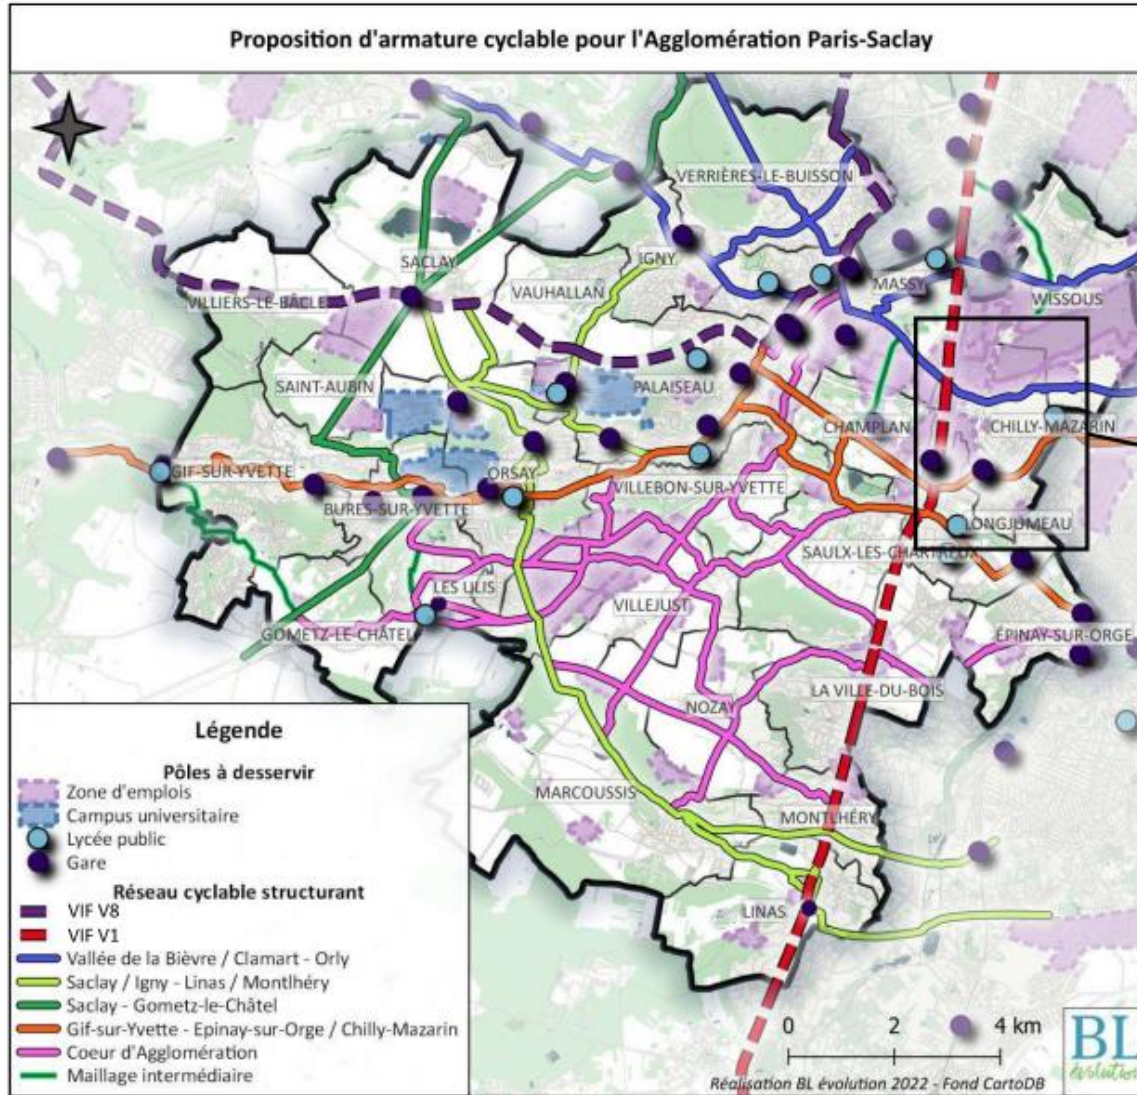 Proposition d'armature cyclable pour l'Agglomération Paris-Saclay
VERRIÈRES-LE-BUISSON
SACLAY
IGNY
VAUHALLAN
MASSY
VILLIERS-LE-BÂCLE
WISSOUS
SAINT-AUBIN
PALAISEAU
CHAMPLAN
CHILLY-MAZARIN
GIF-SUR-YVETTE
ORSAY
VILLEBON-SUR-YVETTE
BURES-SUR-YVETTE
LONGJUMEAU
SAULX-LES-CHARTREUX
LES ULIS
VILLEJUST
GOMETZ-LE-CHÂTEL
ÉPINAY-SUR-ORGE
LA VILLE-DU-BOIS
NOZAY
MARCOUSSIS
MONTLHÉRY
LINAS
Légende
Pôles à desservir
Zone d'emplois
Campus universitaire
Lycée public
Gare
Réseau cyclable structurant
VIF V8
VIF V1
Vallée de la Bièvre / Clamart - Orly
Saclay / Igny - Linas / Montlhéry
Saclay - Gometz-le-Châtel
Gif-sur-Yvette - Epinay-sur-Orge / Chilly-Mazarin
Coeur d'Agglomération
Maillage intermédiaire
0 2 4 km
Réalisation BL évolution 2022 - Fond CartoDB
BL
évolution